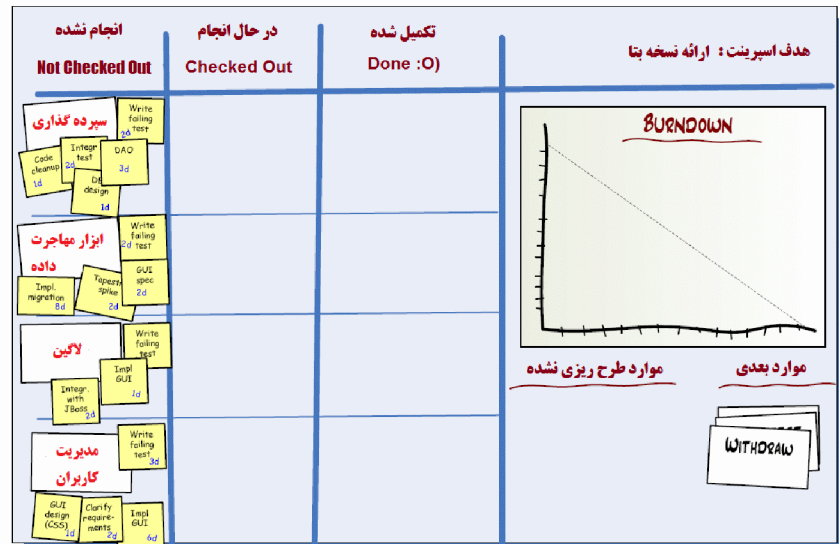 انجام نشده
Not Checked Out
در حال انجام
Checked Out
تکمیل شده
Done :O)
هدف اسپرینت : ارائه نسخه بتا
سپرده گذاری
Write
failing
test
2d
Code
cleanup
1d
Integr
test
2d
DAO
3d
DB
design
1d
ابزار مهاجرت
داده
Write
failing
test
2d
Impl.
migration
8d
Tapestr
spike
2d
GUI
spec
2d
لاگین
Write
failing
test
Impl
GUI
1d
Integr.
with
JBoss
2d
مدیریت
کاربران
Write
failing
test
3d
GUI
design
(CSS)
1d
Clarify
require-
ments
2d
Impl
GUI
6d
BURNDOWN
موارد طرح ریزی نشده
موارد بعدی
WITHDRAW